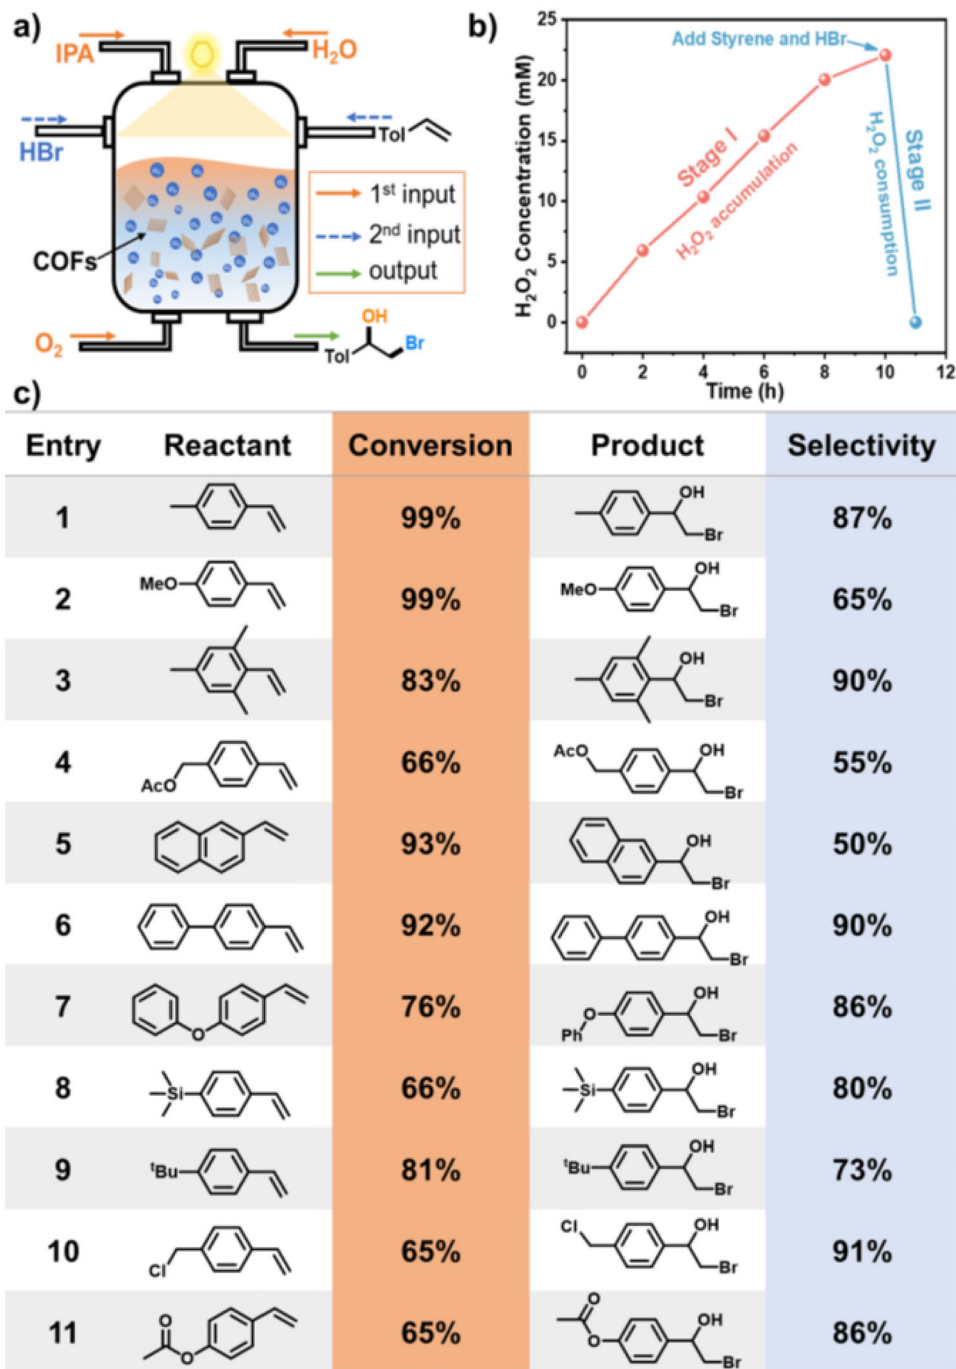 a)
IPA
H2O
HBr
Tol
COFs
1st input
2nd input
output
O2
Tol
OH
Br
b)
H2O2 Concentration (mM)
25
20
15
10
5
0
Add Styrene and HBr
Stage I
H2O2 accumulation
Stage II
H2O2 consumption
0 2 4 6 8 10 12
Time (h)
c)
Entry Reactant Conversion Product Selectivity
1 99% OH Br 87%
2 MeO 99% MeO OH Br 65%
3 83% OH Br 90%
4 AcO 66% AcO OH Br 55%
5 93% OH Br 50%
6 92% OH Br 90%
7 O 76% O Ph OH Br 86%
8 Si 66% Si OH Br 80%
9 tBu 81% tBu OH Br 73%
10 Cl 65% Cl OH Br 91%
11 O O 65% O O OH Br 86%